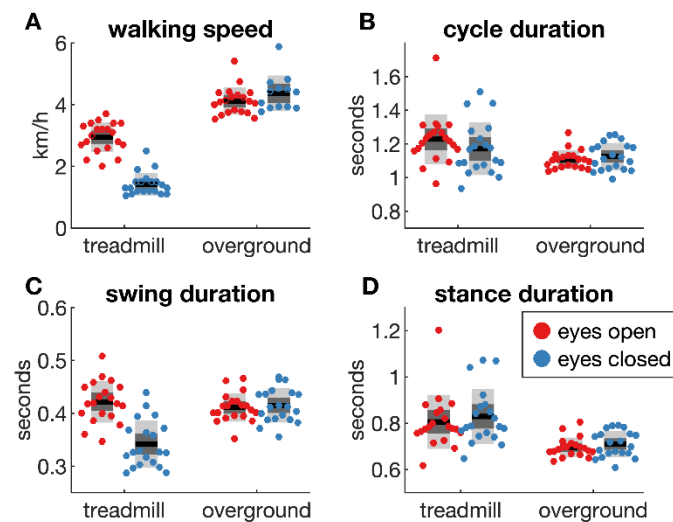 A walking speed
km/h
6
4
2
0
treadmill overground
B cycle duration
seconds
1.6
1.4
1.2
1
0.8
treadmill overground
C swing duration
seconds
0.6
0.5
0.4
0.3
treadmill overground
D stance duration
seconds
1.2
1
0.8
0.6
eyes open
eyes closed
treadmill overground